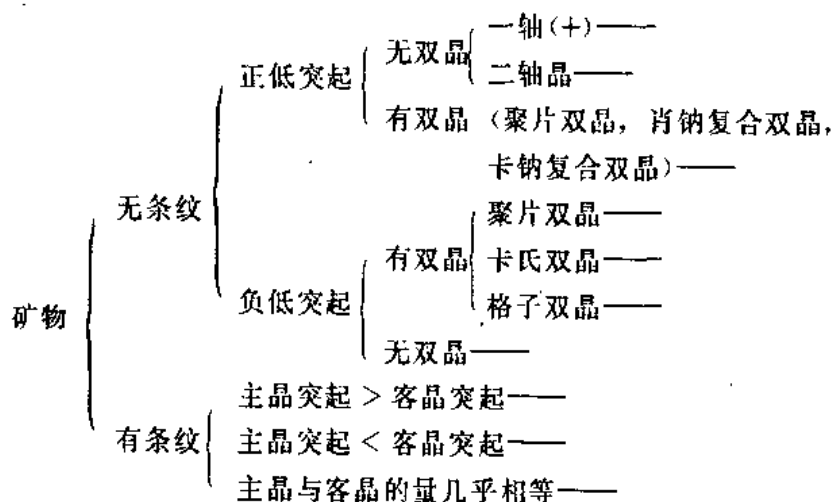 一轴(+)——
无双晶
正低突起
二轴晶——
有双晶（聚片双晶，肖钠复合双晶，
卡钠复合双晶）——
无条纹
聚片双晶——
有双晶
卡氏双晶——
负低突起
格子双晶——
矿物
无双晶——
主晶突起 > 客晶突起——
有条纹
主晶突起 < 客晶突起——
主晶与客晶的量几乎相等——